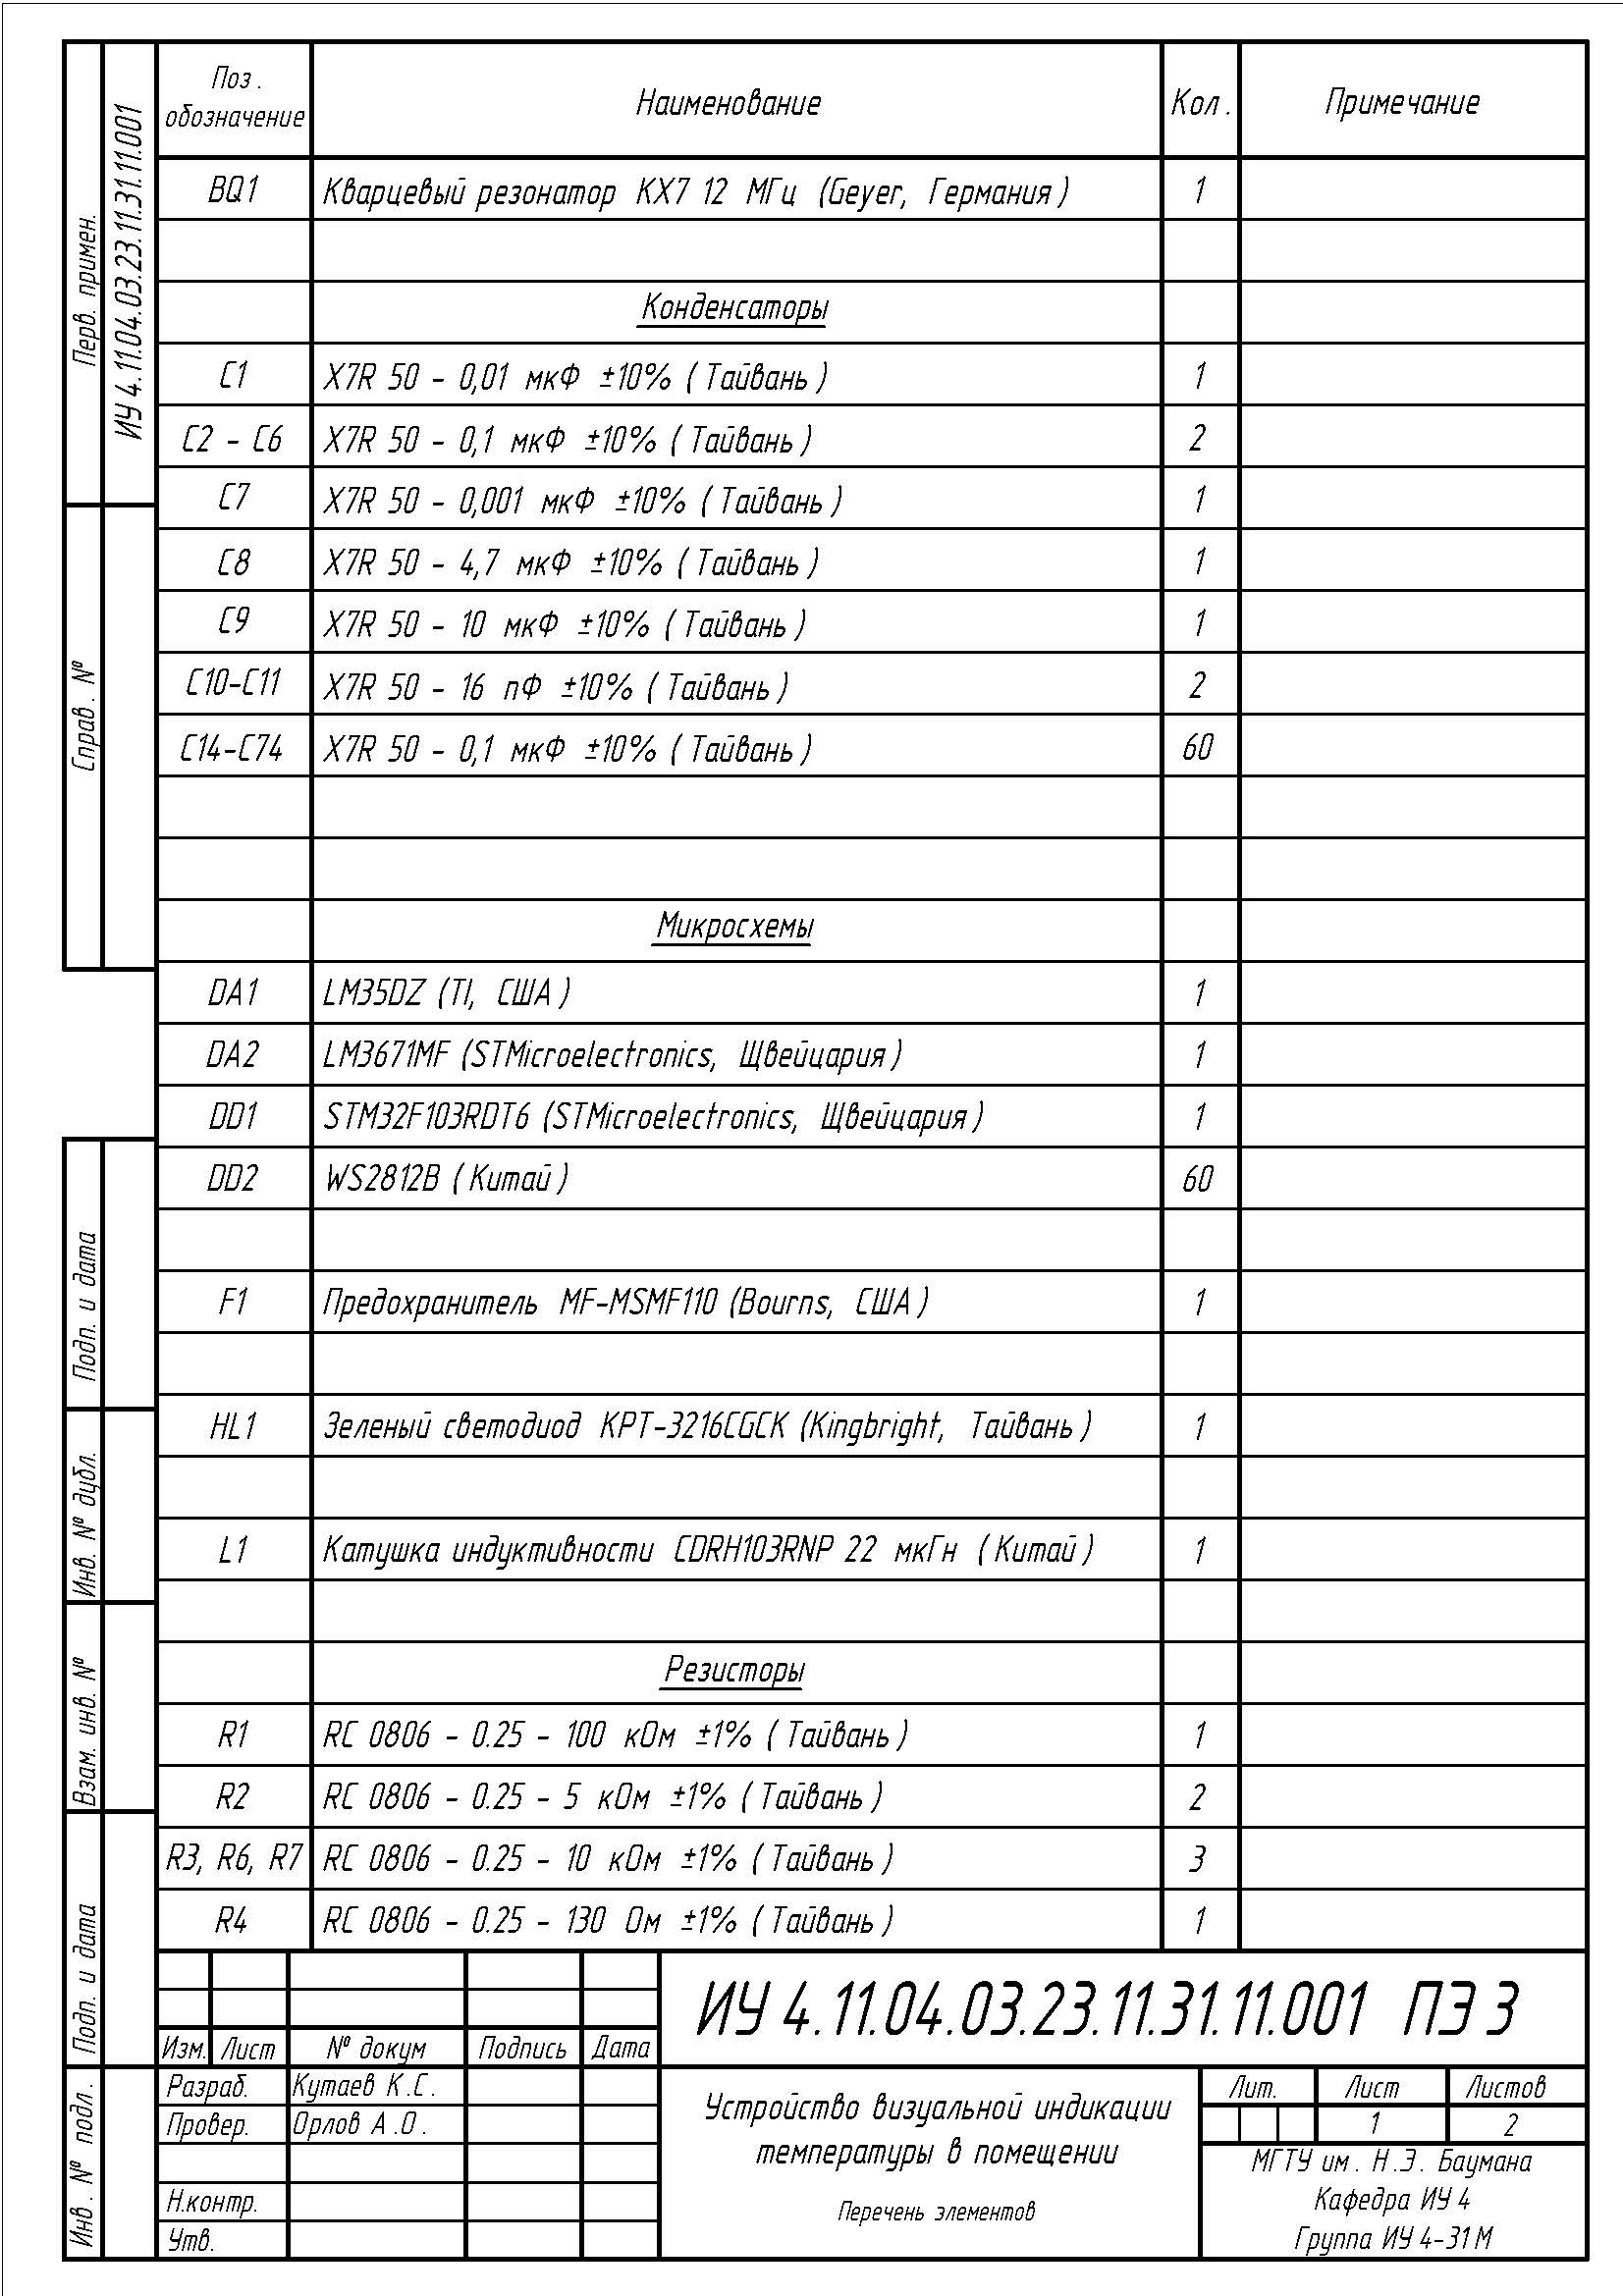 Перв. примен.
ИУ 4.11.04.03.23.11.31.11.001
Справ. №
Подп. и дата
Инв. № дубл.
Взам. инв. №
Подп. и дата
Инв. № подл.
Поз. обозначение Наименование Кол. Примечание
BQ1 Кварцевый резонатор KX7 12 МГц (Geyer, Германия) 1
Конденсаторы
C1 X7R 50 - 0,01 мкФ ±10% (Тайвань) 1
C2 - C6 X7R 50 - 0,1 мкФ ±10% (Тайвань) 2
C7 X7R 50 - 0,001 мкФ ±10% (Тайвань) 1
C8 X7R 50 - 4,7 мкФ ±10% (Тайвань) 1
C9 X7R 50 - 10 мкФ ±10% (Тайвань) 1
C10-C11 X7R 50 - 16 пФ ±10% (Тайвань) 2
C14-C74 X7R 50 - 0,1 мкФ ±10% (Тайвань) 60
Микросхемы
DA1 LM35DZ (TI, США) 1
DA2 LM3671MF (STMicroelectronics, Щвейцария) 1
DD1 STM32F103RDT6 (STMicroelectronics, Щвейцария) 1
DD2 WS2812B (Китай) 60
F1 Предохранитель MF-MSMF110 (Bourns, США) 1
HL1 Зеленый светодиод KPT-3216CGCK (Kingbright, Тайвань) 1
L1 Катушка индуктивности CDRH103RNP 22 мкГн (Китай) 1
Резисторы
R1 RC 0806 - 0.25 - 100 кОм ±1% (Тайвань) 1
R2 RC 0806 - 0.25 - 5 кОм ±1% (Тайвань) 2
R3, R6, R7 RC 0806 - 0.25 - 10 кОм ±1% (Тайвань) 3
R4 RC 0806 - 0.25 - 130 Ом ±1% (Тайвань) 1
ИУ 4.11.04.03.23.11.31.11.001 ПЭ 3
Изм. Лист № докум Подпись Дата
Разраб. Кутаев К.С.
Провер. Орлов А.О.
Н.контр.
Утв.
Устройство визуальной индикации
температуры в помещении
Перечень элементов
Лит. Лист Листов
1 2
МГТУ им. Н.Э. Баумана
Кафедра ИУ 4
Группа ИУ 4-31М